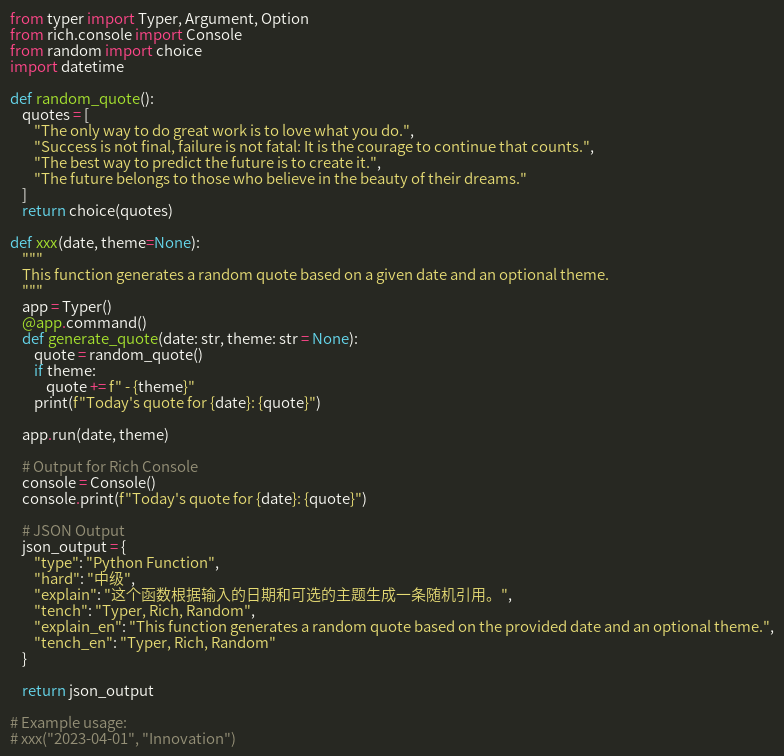 from typer import Typer, Argument, Option
from rich.console import Console
from random import choice
import datetime

def random_quote():
    quotes = [
        "The only way to do great work is to love what you do.",
        "Success is not final, failure is not fatal: It is the courage to continue that counts.",
        "The best way to predict the future is to create it.",
        "The future belongs to those who believe in the beauty of their dreams."
    ]
    return choice(quotes)

def xxx(date, theme=None):
    """
    This function generates a random quote based on a given date and an optional theme.
    """
    app = Typer()
    @app.command()
    def generate_quote(date: str, theme: str = None):
        quote = random_quote()
        if theme:
            quote += f" - {theme}"
        print(f"Today's quote for {date}: {quote}")

    app.run(date, theme)

    # Output for Rich Console
    console = Console()
    console.print(f"Today's quote for {date}: {quote}")

    # JSON Output
    json_output = {
        "type": "Python Function",
        "hard": "中级",
        "explain": "这个函数根据输入的日期和可选的主题生成一条随机引用。",
        "tench": "Typer, Rich, Random",
        "explain_en": "This function generates a random quote based on the provided date and an optional theme.",
        "tench_en": "Typer, Rich, Random"
    }

    return json_output

# Example usage:
# xxx("2023-04-01", "Innovation")